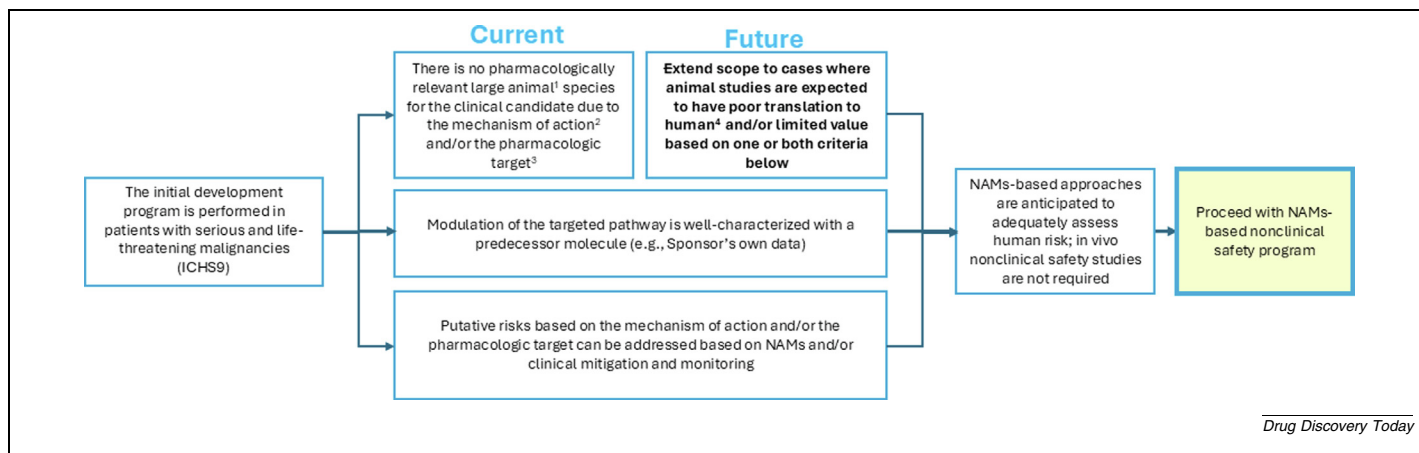 Current
There is no pharmacologically
relevant large animal¹ species
for the clinical candidate due to
the mechanism of action²
and/or the pharmacologic
target³
Future
Extend scope to cases where
animal studies are expected
to have poor translation to
human⁴ and/or limited value
based on one or both criteria
below
The initial development
program is performed in
patients with serious and life-
threatening malignancies
(ICHS9)
Modulation of the targeted pathway is well-characterized with a
predecessor molecule (e.g., Sponsor's own data)
Putative risks based on the mechanism of action and/or the
pharmacologic target can be addressed based on NAMs and/or
clinical mitigation and monitoring
NAMs-based approaches
are anticipated to
adequately assess
human risk; in vivo
nonclinical safety studies
are not required
Proceed with NAMs-
based nonclinical
safety program
Drug Discovery Today